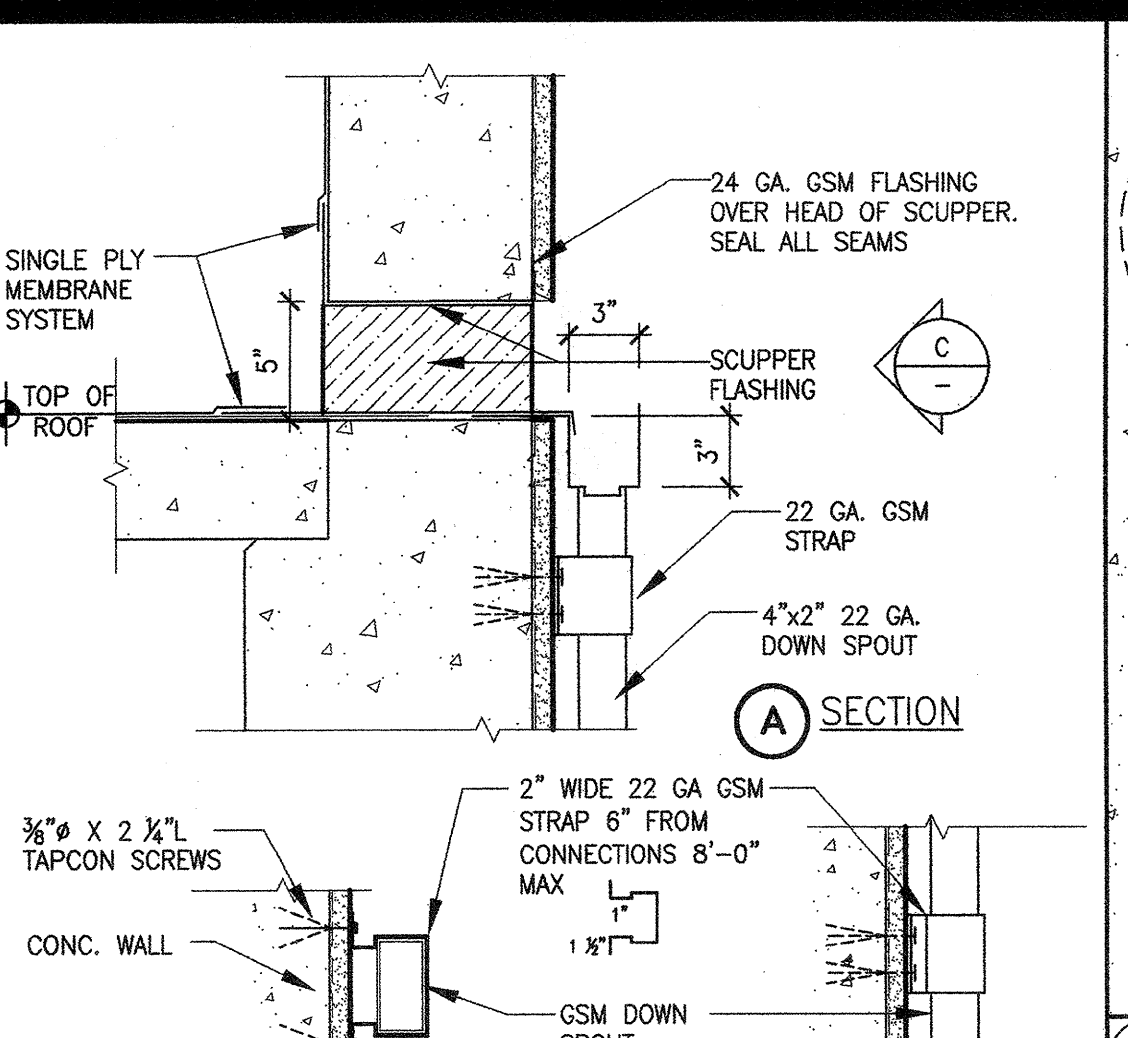 24 GA. GSM FLASHING
OVER HEAD OF SCUPPER.
SEAL ALL SEAMS
SINGLE PLY
MEMBRANE
SYSTEM
5"
3"
SCUPPER
FLASHING
C
-
TOP OF
ROOF
3"
22 GA. GSM
STRAP
4"x2" 22 GA.
DOWN SPOUT
A SECTION
2" WIDE 22 GA GSM
STRAP 6" FROM
CONNECTIONS 8'-0"
MAX
⅜"ø X 2 ¼"L
TAPCON SCREWS
1"
1 ½"
CONC. WALL
GSM DOWN
SPOUT